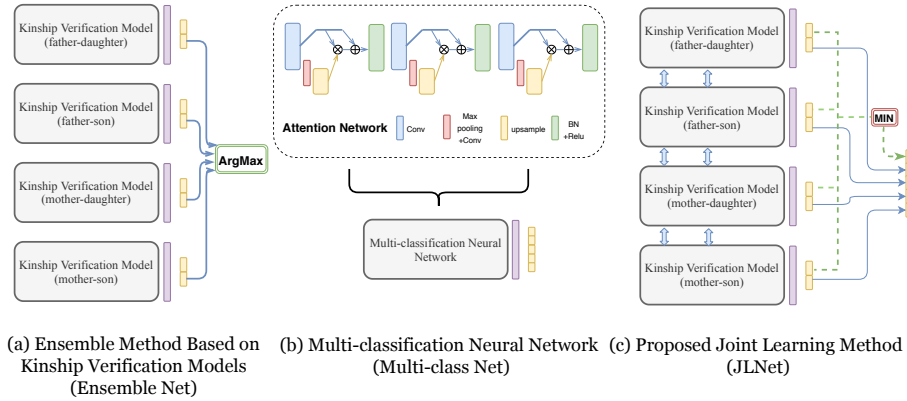 Kinship Verification Model
(father-daughter)
Kinship Verification Model
(father-son)
Kinship Verification Model
(mother-daughter)
Kinship Verification Model
(mother-son)
ArgMax
Attention Network
Conv
Max
pooling
+Conv
upsample
BN
+Relu
Multi-classification Neural
Network
Kinship Verification Model
(father-daughter)
Kinship Verification Model
(father-son)
Kinship Verification Model
(mother-daughter)
Kinship Verification Model
(mother-son)
MIN
(a) Ensemble Method Based on
Kinship Verification Models
(Ensemble Net)
(b) Multi-classification Neural Network
(Multi-class Net)
(c) Proposed Joint Learning Method
(JLNet)